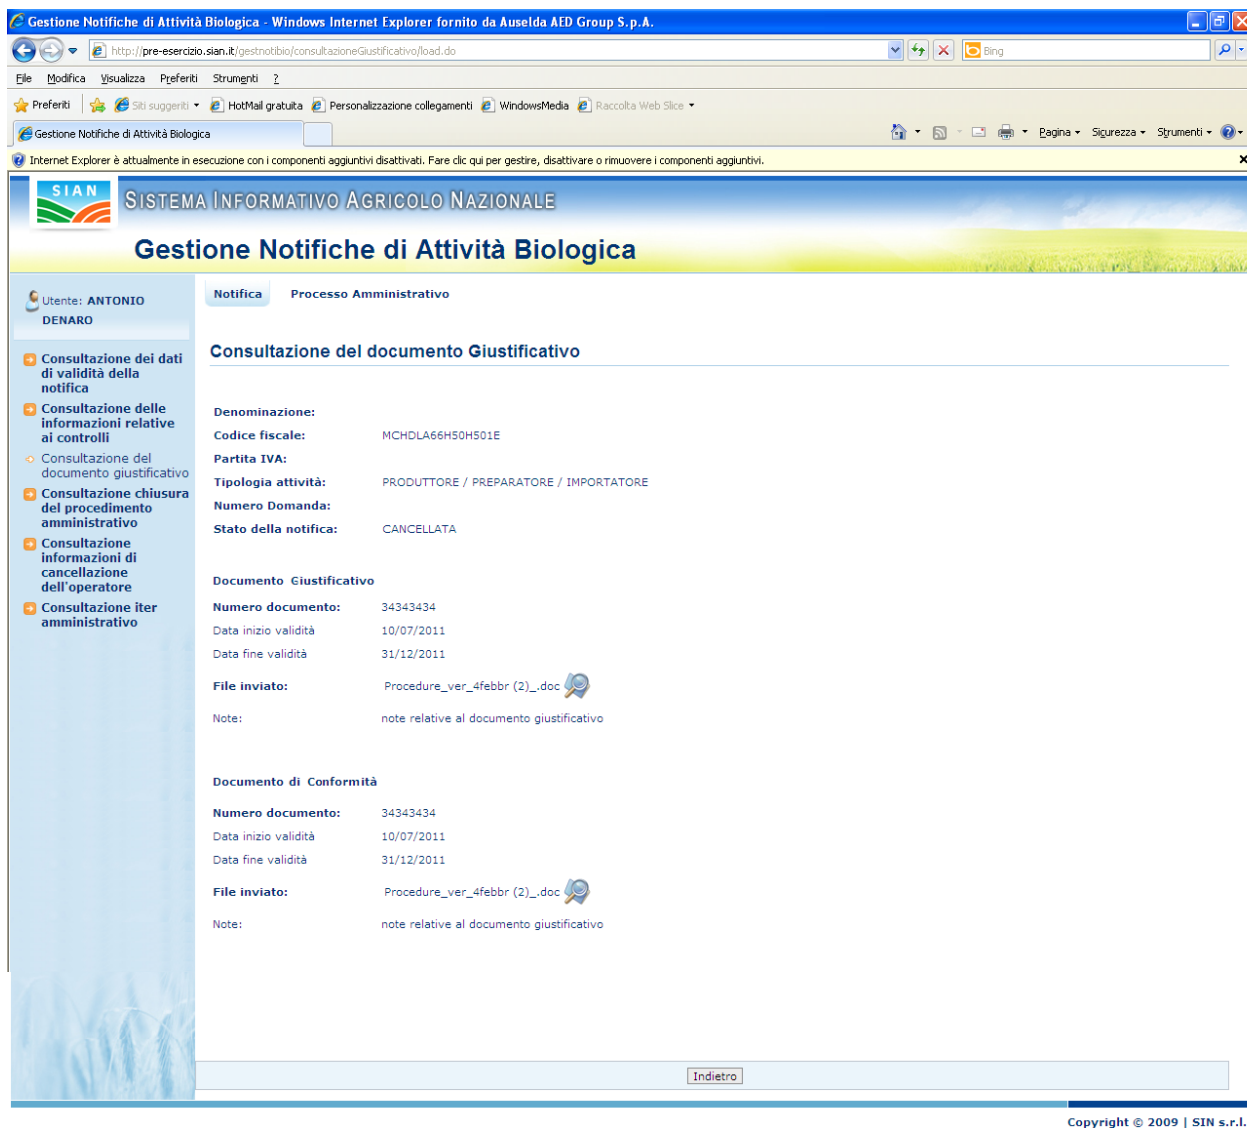 Gestione Notifiche di Attività Biologica - Windows Internet Explorer fornito da Auselda AED Group S.p.A.
http://pre-esercizio.sian.it/gestnotibio/consultazioneGiustificativo/load.do
Bing
File Modifica Visualizza Preferiti Strumenti ?
Preferiti Siti suggeriti HotMail gratuita Personalizzazione collegamenti WindowsMedia Raccolta Web Slice
Gestione Notifiche di Attività Biologica
Pagina Sicurezza Strumenti
Internet Explorer è attualmente in esecuzione con i componenti aggiuntivi disattivati. Fare clic qui per gestire, disattivare o rimuovere i componenti aggiuntivi.
SIAN
SISTEMA INFORMATIVO AGRICOLO NAZIONALE
Gestione Notifiche di Attività Biologica
Utente: ANTONIO
DENARO
Consultazione dei dati
di validità della
notifica
Consultazione delle
informazioni relative
ai controlli
Consultazione del
documento giustificativo
Consultazione chiusura
del procedimento
amministrativo
Consultazione
informazioni di
cancellazione
dell'operatore
Consultazione iter
amministrativo
Notifica Processo Amministrativo
Consultazione del documento Giustificativo
Denominazione:
Codice fiscale: MCHDLA66H50H501E
Partita IVA:
Tipologia attività: PRODUTTORE / PREPARATORE / IMPORTATORE
Numero Domanda:
Stato della notifica: CANCELLATA
Documento Giustificativo
Numero documento: 34343434
Data inizio validità 10/07/2011
Data fine validità 31/12/2011
File inviato: Procedure_ver_4febbr (2)_.doc
Note: note relative al documento giustificativo
Documento di Conformità
Numero documento: 34343434
Data inizio validità 10/07/2011
Data fine validità 31/12/2011
File inviato: Procedure_ver_4febbr (2)_.doc
Note: note relative al documento giustificativo
Indietro
Copyright © 2009 | SIN s.r.l.